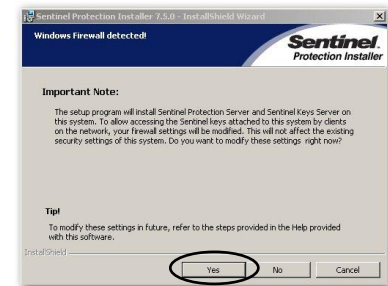 Sentinel Protection Installer 7.5.0 - InstallShield Wizard
Windows Firewall detected!
Sentinel.
Protection Installer
Important Note:
The setup program will install Sentinel Protection Server and Sentinel Keys Server on
this system. To allow accessing the Sentinel keys attached to this system by clients
on the network, your firewall settings will be modified. This will not affect the existing
security settings of this system. Do you want to modify these settings right now?
Tip!
To modify these settings in future, refer to the steps provided in the Help provided
with this software.
InstallShield
Yes No Cancel